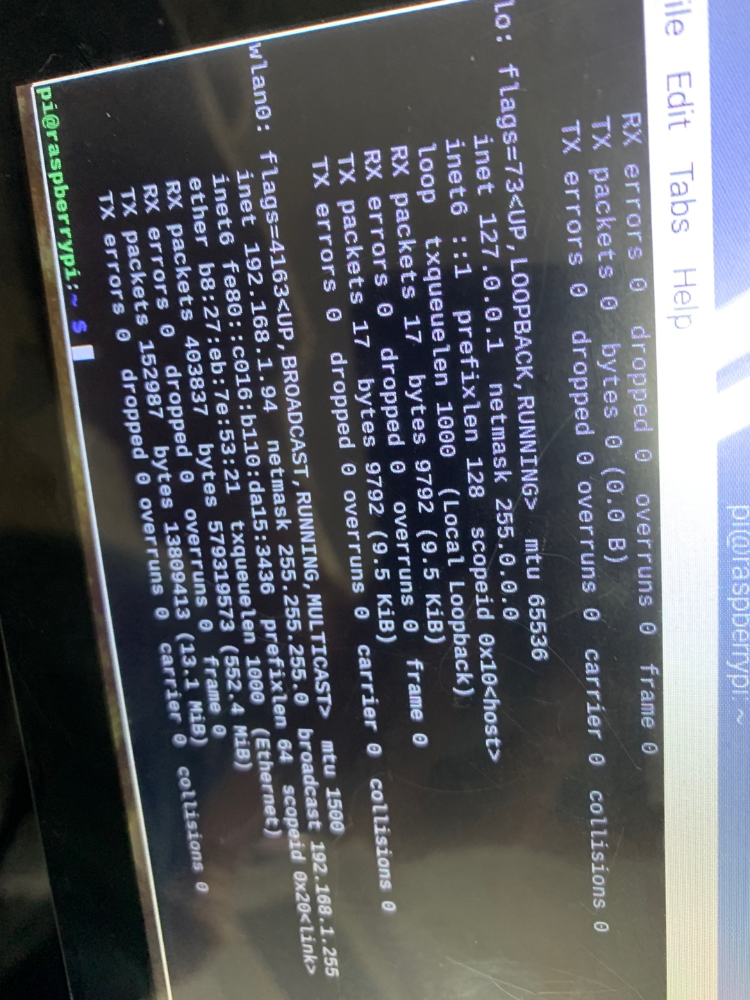 pi@raspberrypi: ~
ile Edit Tabs Help
RX errors 0 dropped 0 overruns 0 frame 0
TX packets 0 bytes 0 (0.0 B)
TX errors 0 dropped 0 overruns 0 carrier 0 collisions 0
lo: flags=73<UP,LOOPBACK,RUNNING> mtu 65536
inet 127.0.0.1 netmask 255.0.0.0
inet6 ::1 prefixlen 128 scopeid 0x10<host>
loop txqueuelen 1000 (Local Loopback)
RX packets 17 bytes 9792 (9.5 KiB)
RX errors 0 dropped 0 overruns 0 frame 0
TX packets 17 bytes 9792 (9.5 KiB)
TX errors 0 dropped 0 overruns 0 carrier 0 collisions 0
wlan0: flags=4163<UP,BROADCAST,RUNNING,MULTICAST> mtu 1500
inet 192.168.1.94 netmask 255.255.255.0 broadcast 192.168.1.255
inet6 fe80::c016:b110:da15:3436 prefixlen 64 scopeid 0x20<link>
ether b8:27:eb:7e:53:21 txqueuelen 1000 (Ethernet)
RX packets 403837 bytes 579319573 (552.4 MiB)
RX errors 0 dropped 0 overruns 0 frame 0
TX packets 152987 bytes 13809413 (13.1 MiB)
TX errors 0 dropped 0 overruns 0 carrier 0 collisions 0
pi@raspberrypi:~ $